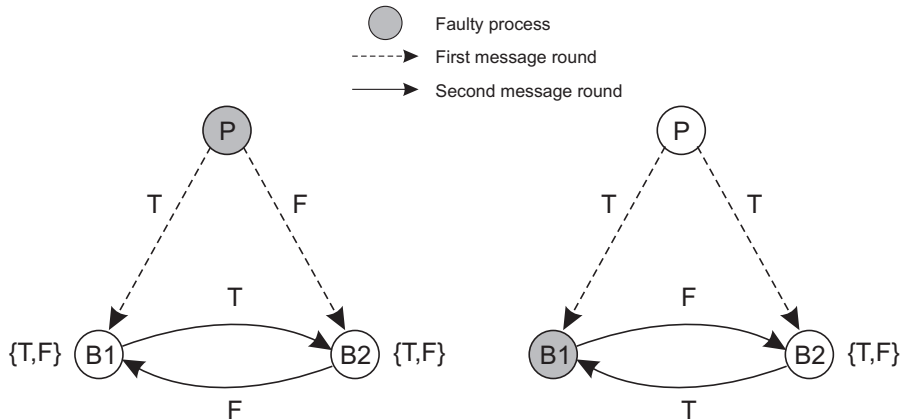 Faulty process
First message round
Second message round
P
P
T
F
T
T
T
F
{T,F} B1
B2 {T,F}
B1
B2 {T,F}
F
T